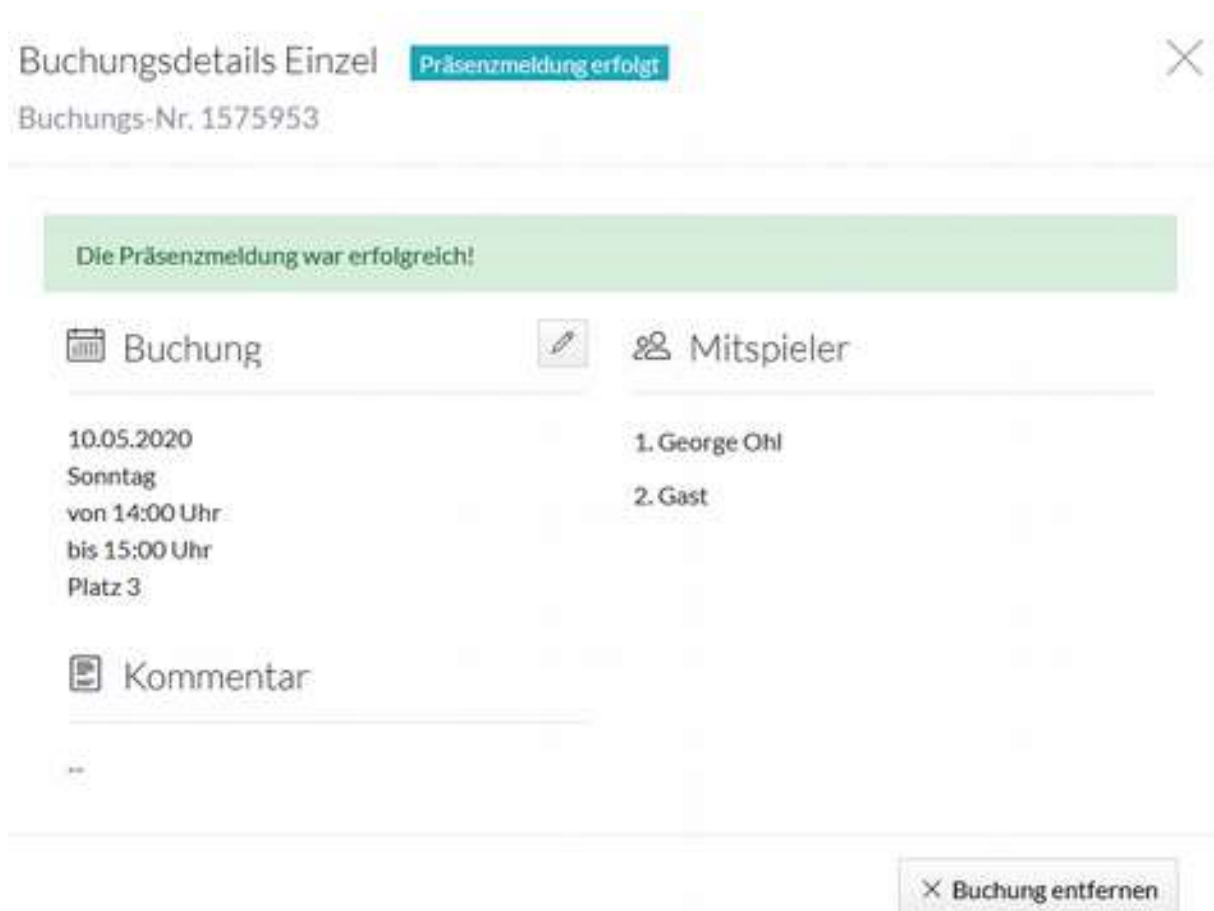 Buchungsdetails Einzel Präsenzmeldung erfolgt
Buchungs-Nr. 1575953
Die Präsenzmeldung war erfolgreich!
Buchung
10.05.2020
Sonntag
von 14:00 Uhr
bis 15:00 Uhr
Platz 3
Kommentar
--
Mitspieler
1. George Ohl
2. Gast
Buchung entfernen